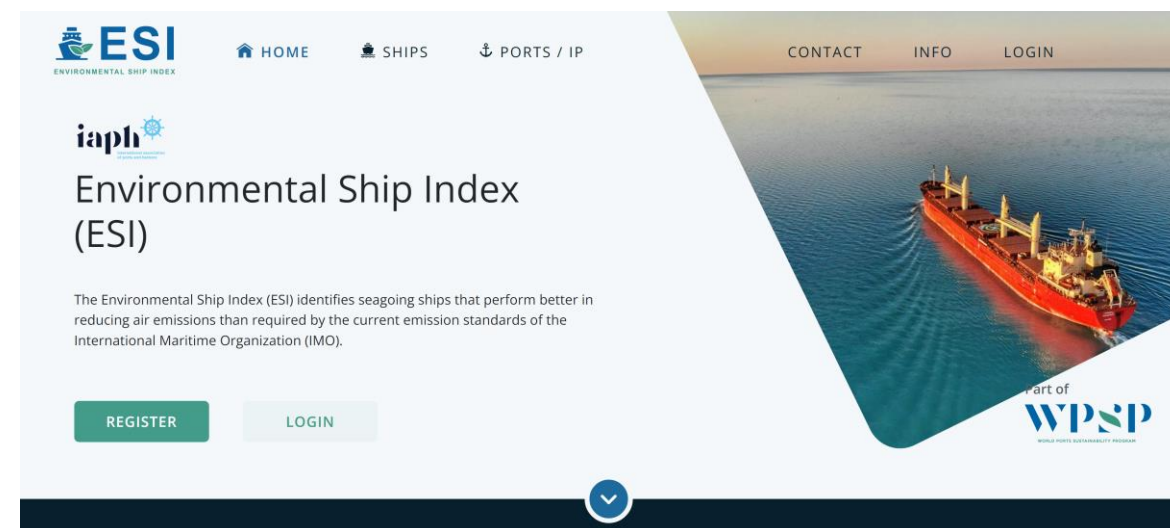 ESI
ENVIRONMENTAL SHIP INDEX
HOME
SHIPS
PORTS / IP
CONTACT
INFO
LOGIN
iaph
Environmental Ship Index
(ESI)
The Environmental Ship Index (ESI) identifies seagoing ships that perform better in
reducing air emissions than required by the current emission standards of the
International Maritime Organization (IMO).
REGISTER
LOGIN
Part of
WPSP
WORLD PORTS SUSTAINABILITY PROGRAM